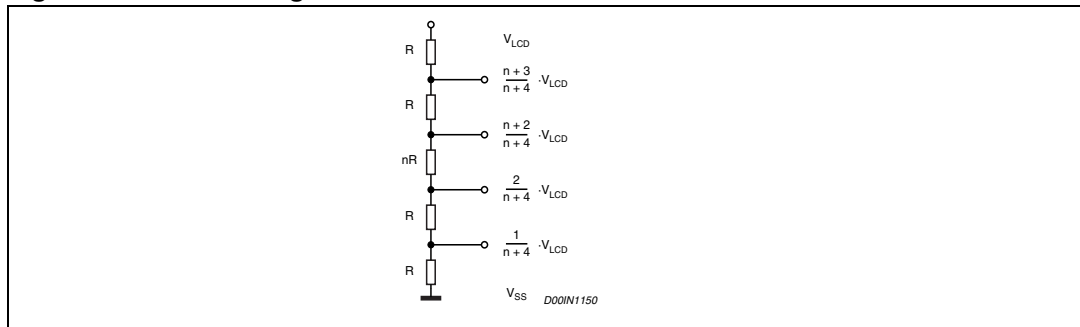 R
V_LCD
n + 3
n + 4 ·V_LCD
R
n + 2
n + 4 ·V_LCD
nR
2
n + 4 ·V_LCD
R
1
n + 4 ·V_LCD
R
V_SS D00IN1150